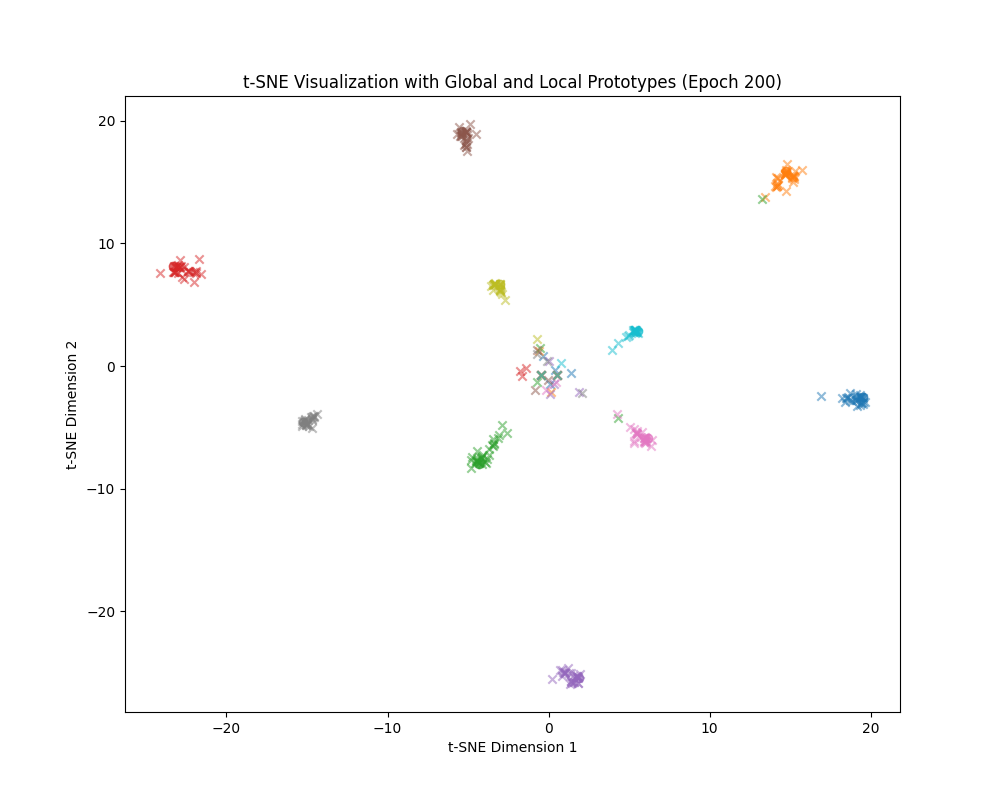 t-SNE Visualization with Global and Local Prototypes (Epoch 200)
20
10
0
−10
−20
t-SNE Dimension 2
−20 −10 0 10 20
t-SNE Dimension 1